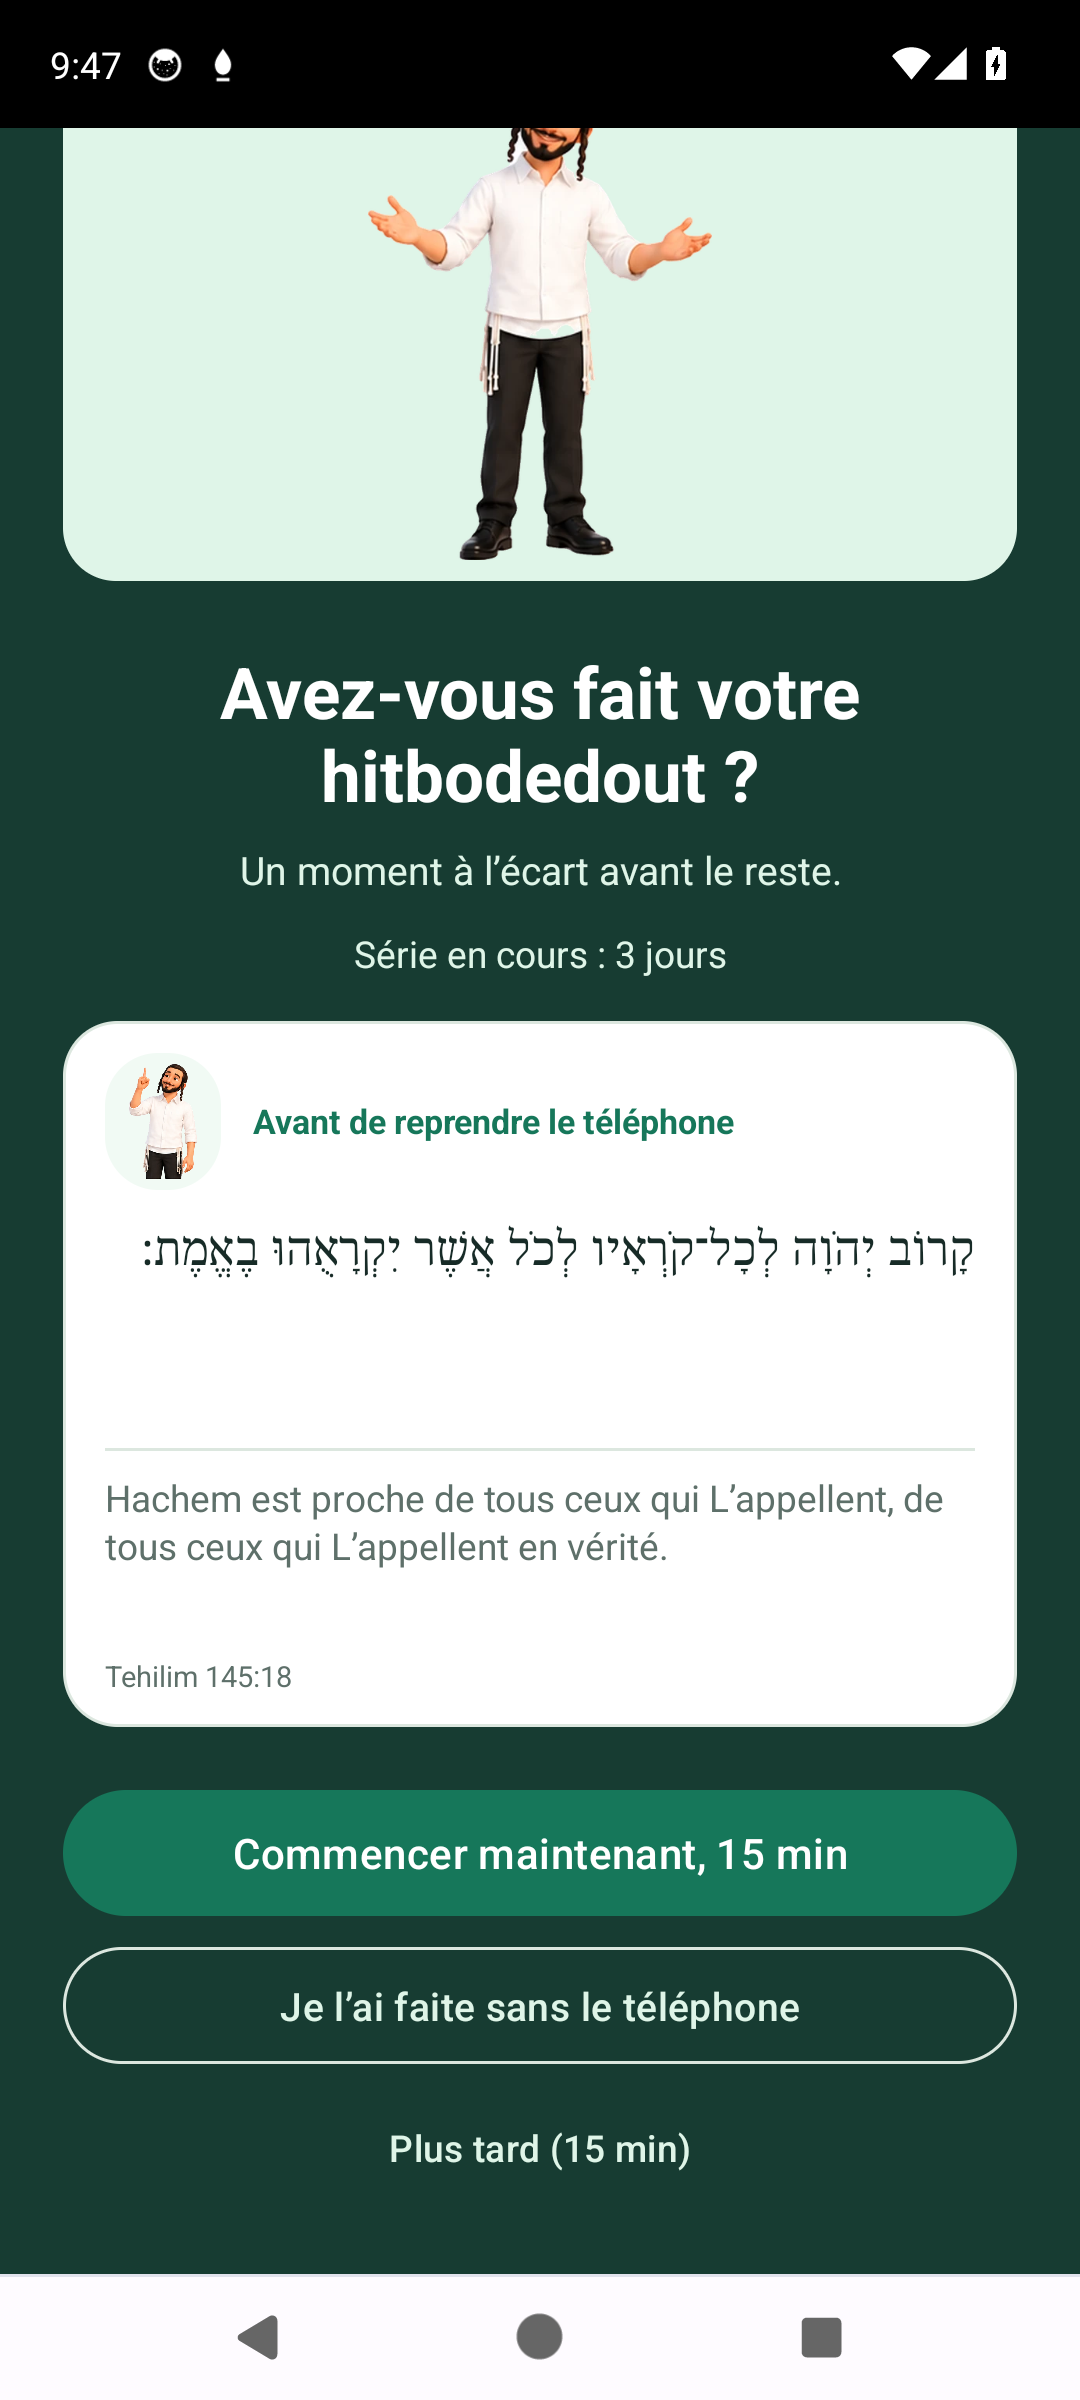 9:47
Avez-vous fait votre
hitbodedout ?
Un moment à l’écart avant le reste.
Série en cours : 3 jours
Avant de reprendre le téléphone
קָרוֹב יְהֹוָה לְכׇל־קֹרְאָיו לְכֹל אֲשֶׁר יִקְרָאֻהוּ בֶאֱמֶת׃
Hachem est proche de tous ceux qui L’appellent, de
tous ceux qui L’appellent en vérité.
Tehilim 145:18
Commencer maintenant, 15 min
Je l’ai faite sans le téléphone
Plus tard (15 min)